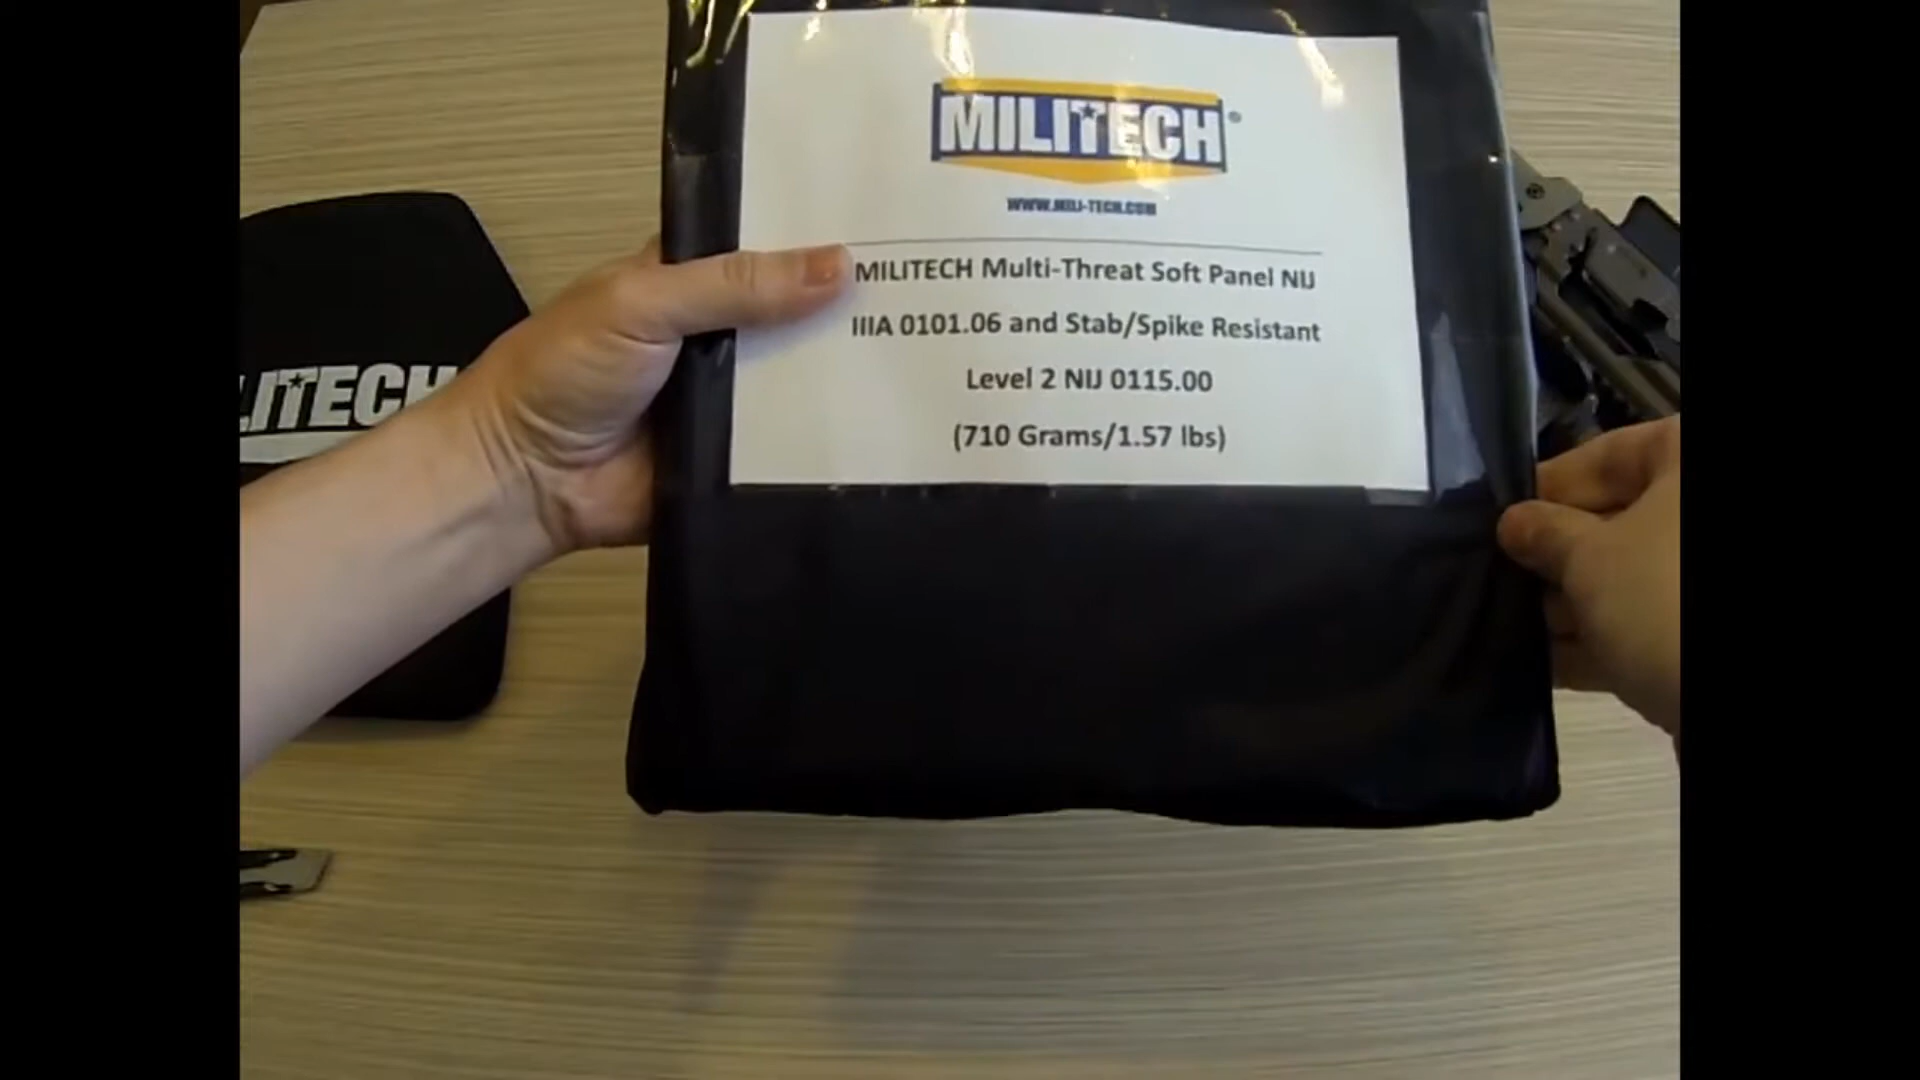 MILITECH®
WWW.MILI-TECH.COM
MILITECH Multi-Threat Soft Panel NIJ
IIIA 0101.06 and Stab/Spike Resistant
Level 2 NIJ 0115.00
(710 Grams/1.57 lbs)
LITECH